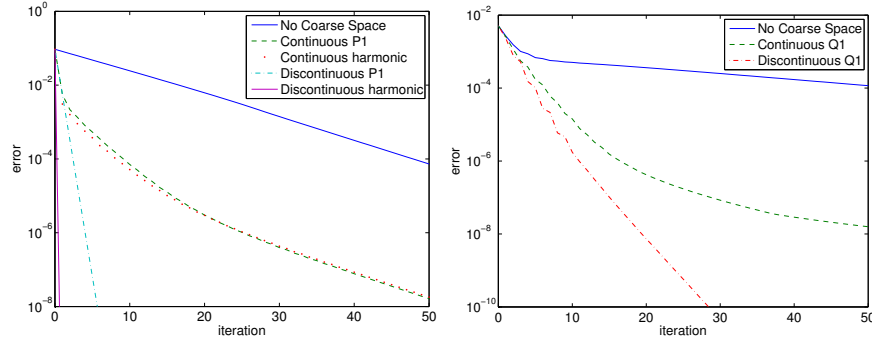 No Coarse Space
Continuous P1
Continuous harmonic
Discontinuous P1
Discontinuous harmonic
10^0
10^-2
10^-4
10^-6
10^-8
error
0
10
20
30
40
50
iteration
No Coarse Space
Continuous Q1
Discontinuous Q1
10^-2
10^-4
10^-6
10^-8
10^-10
error
0
10
20
30
40
50
iteration